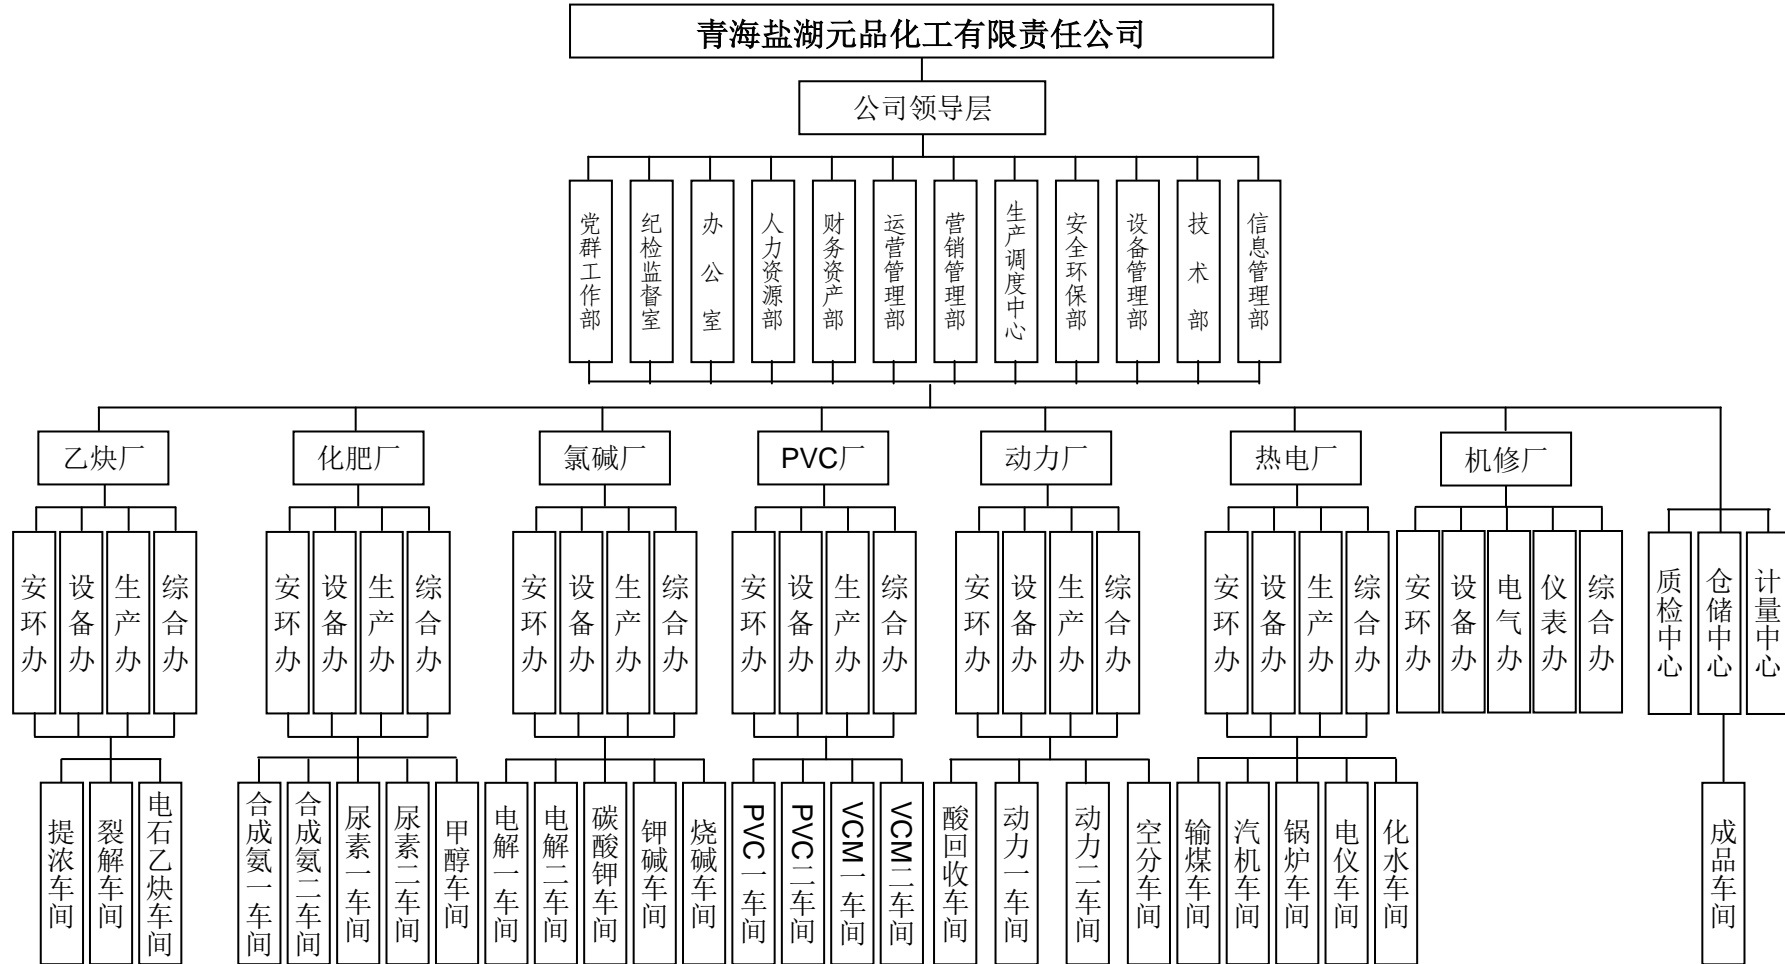 青海盐湖元品化工有限责任公司
公司领导层
党群工作部
纪检监督室
办公室
人力资源部
财务资产部
运营管理部
营销管理部
生产调度中心
安全环保部
设备管理部
技术部
信息管理部
乙炔厂
化肥厂
氯碱厂
PVC厂
动力厂
热电厂
机修厂
安环办
设备办
生产办
综合办
安环办
设备办
生产办
综合办
安环办
设备办
生产办
综合办
安环办
设备办
生产办
综合办
安环办
设备办
生产办
综合办
安环办
设备办
生产办
综合办
安环办
设备办
电气办
仪表办
综合办
质检中心
仓储中心
计量中心
提浓车间
裂解车间
电石乙炔车间
合成氨一车间
合成氨二车间
尿素一车间
尿素二车间
甲醇车间
电解一车间
电解二车间
碳酸钾车间
钾碱车间
烧碱车间
PVC一车间
PVC二车间
VCM一车间
VCM二车间
酸回收车间
动力一车间
动力二车间
空分车间
输煤车间
汽机车间
锅炉车间
电仪车间
化水车间
成品车间